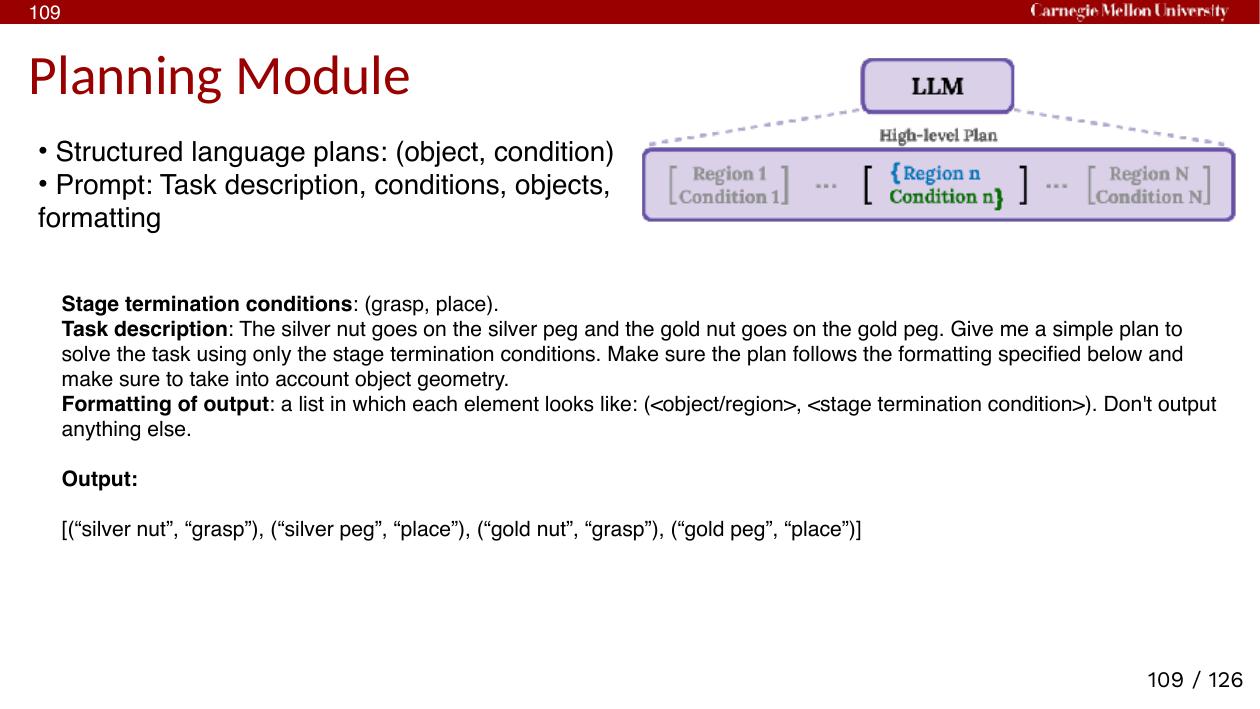 109
Carnegie Mellon University
Planning Module
• Structured language plans: (object, condition)
• Prompt: Task description, conditions, objects,
formatting
LLM
High-level Plan
[ Region 1 ] ... [ {Region n ] ... [ Region N ]
[ Condition 1 ] [ Condition n} ] [ Condition N ]
Stage termination conditions: (grasp, place).
Task description: The silver nut goes on the silver peg and the gold nut goes on the gold peg. Give me a simple plan to
solve the task using only the stage termination conditions. Make sure the plan follows the formatting specified below and
make sure to take into account object geometry.
Formatting of output: a list in which each element looks like: (<object/region>, <stage termination condition>). Don't output
anything else.
Output:
[(“silver nut”, “grasp”), (“silver peg”, “place”), (“gold nut”, “grasp”), (“gold peg”, “place”)]
109 / 126